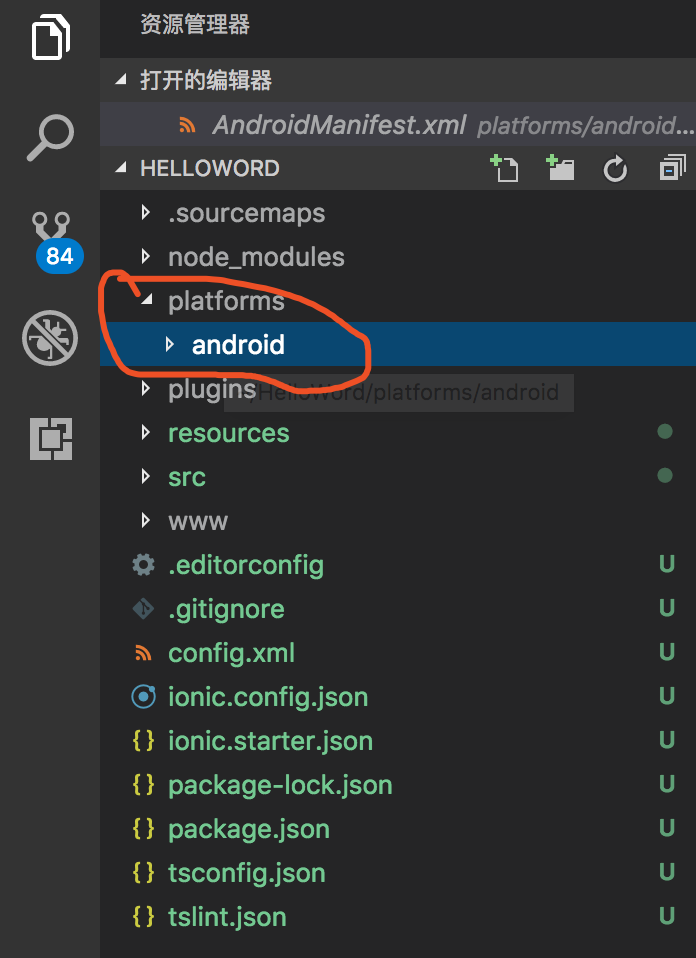 资源管理器
打开的编辑器
AndroidManifest.xml platforms/android...
HELLOWORD
.sourcemaps
node_modules
84
platforms
android
plugins
/HelloWord/platforms/android
resources
src
www
.editorconfig U
.gitignore U
config.xml U
ionic.config.json U
ionic.starter.json U
package-lock.json U
package.json U
tsconfig.json U
tslint.json U